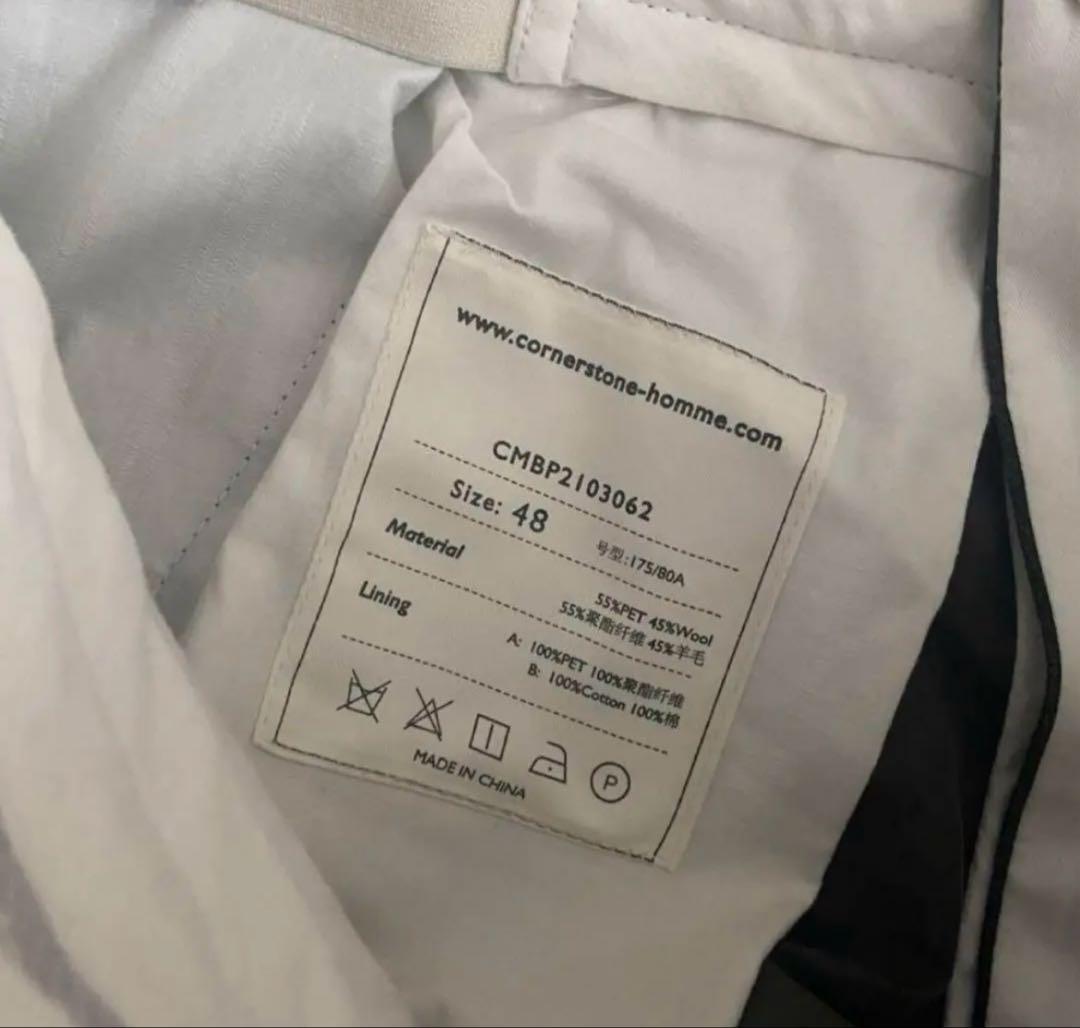 www.cornerstone-homme.com
CMBP2103062
Size: 48
号型:175/80A
Material
55%PET 45%Wool
55%聚酯纤维 45%羊毛
Lining
A: 100%PET 100%聚酯纤维
B: 100%Cotton 100%棉
P
MADE IN CHINA